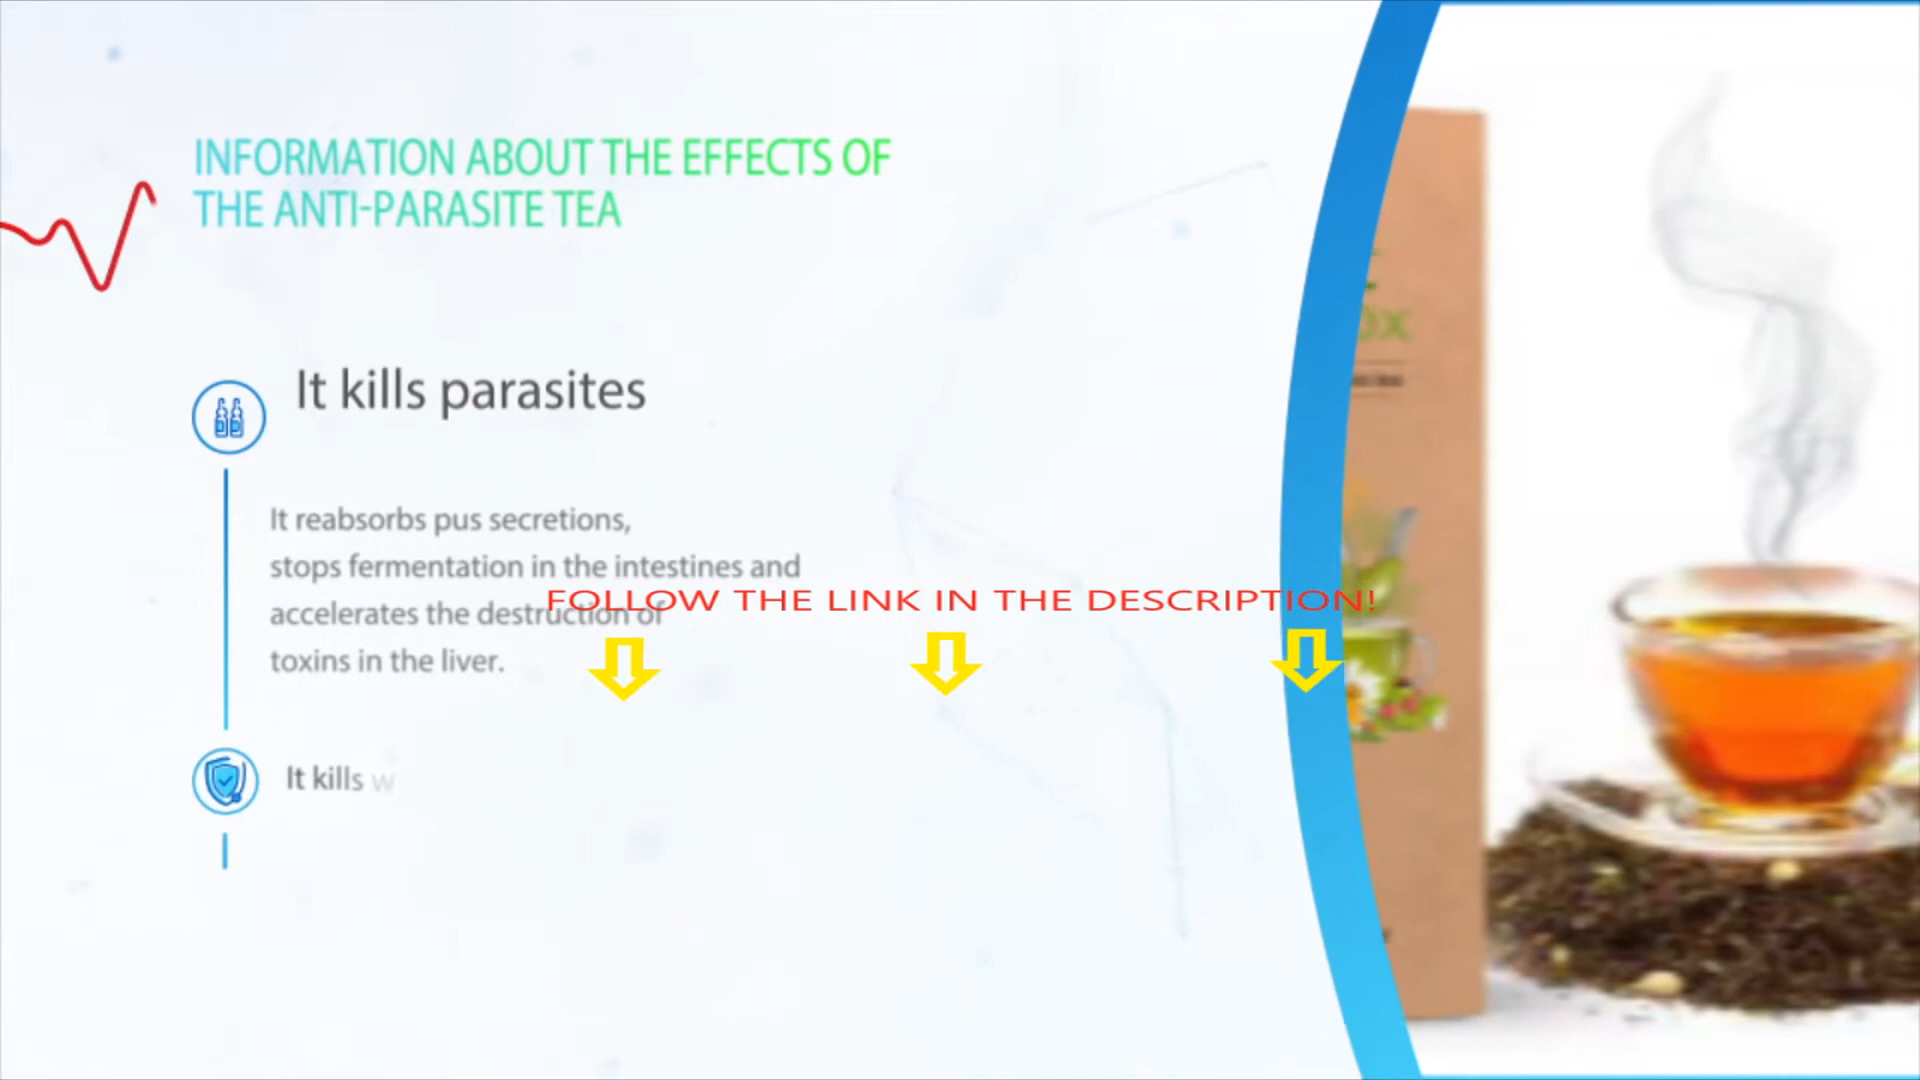 INFORMATION ABOUT THE EFFECTS OF
THE ANTI-PARASITE TEA
It kills parasites
It reabsorbs pus secretions,
stops fermentation in the intestines and
FOLLOW THE LINK IN THE DESCRIPTION!
accelerates the destruction of
toxins in the liver.
It kills w